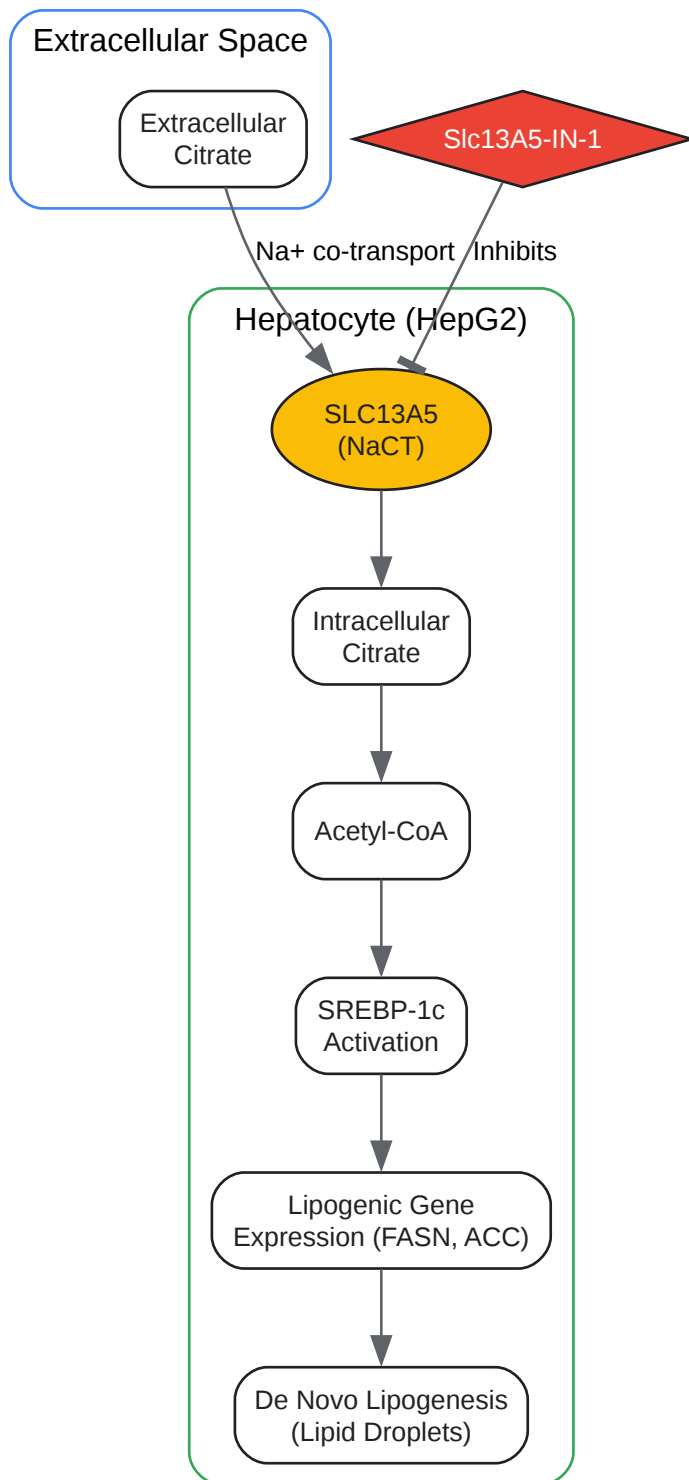 Extracellular Space
Extracellular
Citrate
Slc13A5-IN-1
Na+ co-transport
Inhibits
Hepatocyte (HepG2)
SLC13A5
(NaCT)
Intracellular
Citrate
Acetyl-CoA
SREBP-1c
Activation
Lipogenic Gene
Expression (FASN, ACC)
De Novo Lipogenesis
(Lipid Droplets)